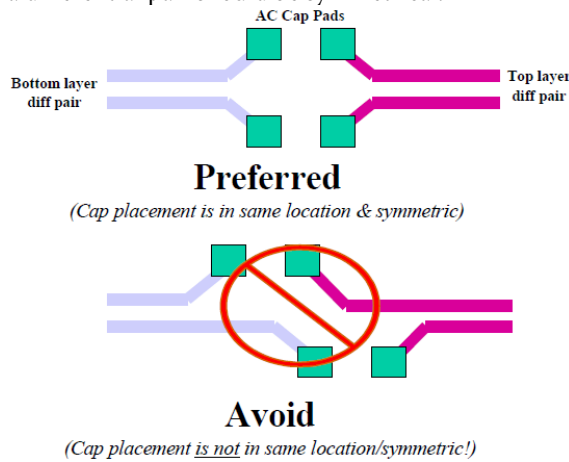 AC Cap Pads
Bottom layer
diff pair
Top layer
diff pair
Preferred
(Cap placement is in same location & symmetric)
Avoid
(Cap placement is not in same location/symmetric!)